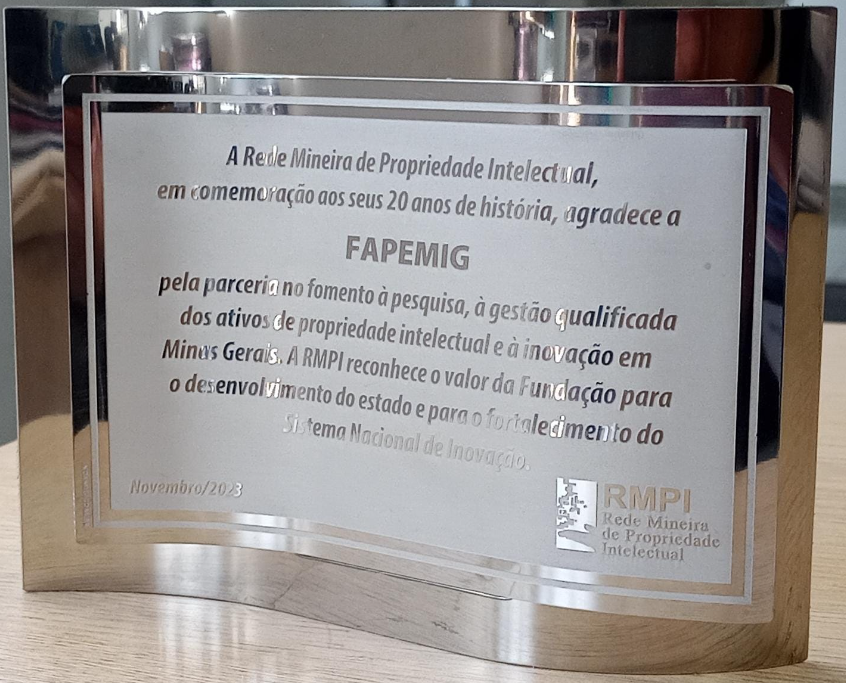 A Rede Mineira de Propriedade Intelectual,
em comemoração aos seus 20 anos de história, agradece a
FAPEMIG
pela parceria no fomento à pesquisa, à gestão qualificada
dos ativos de propriedade intelectual e à inovação em
Minas Gerais. A RMPI reconhece o valor da Fundação para
o desenvolvimento do estado e para o fortalecimento do
Sistema Nacional de Inovação.
Novembro/2023
RMPI
Rede Mineira
de Propriedade
Intelectual